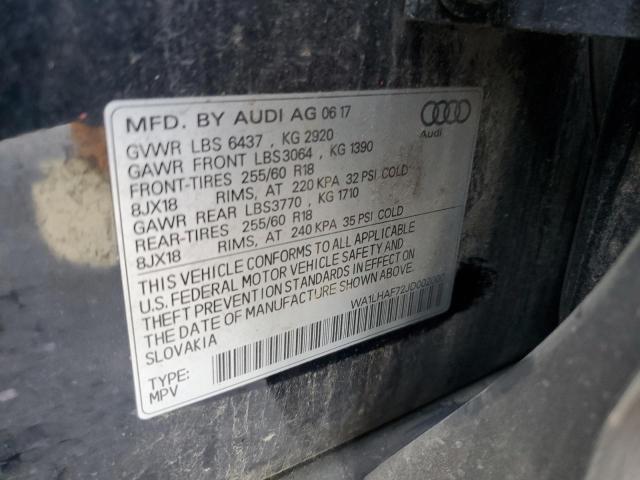 MFD. BY AUDI AG 06 17
Audi
GVWR LBS 6437 , KG 2920
GAWR FRONT LBS3064 , KG 1390
FRONT-TIRES 255/60 R18
8JX18 RIMS, AT 220 KPA 32 PSI COLD
GAWR REAR LBS3770 , KG 1710
REAR-TIRES 255/60 R18
8JX18 RIMS, AT 240 KPA 35 PSI COLD
THIS VEHICLE CONFORMS TO ALL APPLICABLE
U.S. FEDERAL MOTOR VEHICLE SAFETY AND
THEFT PREVENTION STANDARDS IN EFFECT ON
THE DATE OF MANUFACTURE SHOWN ABOVE.
SLOVAKIA
TYPE:
MPV